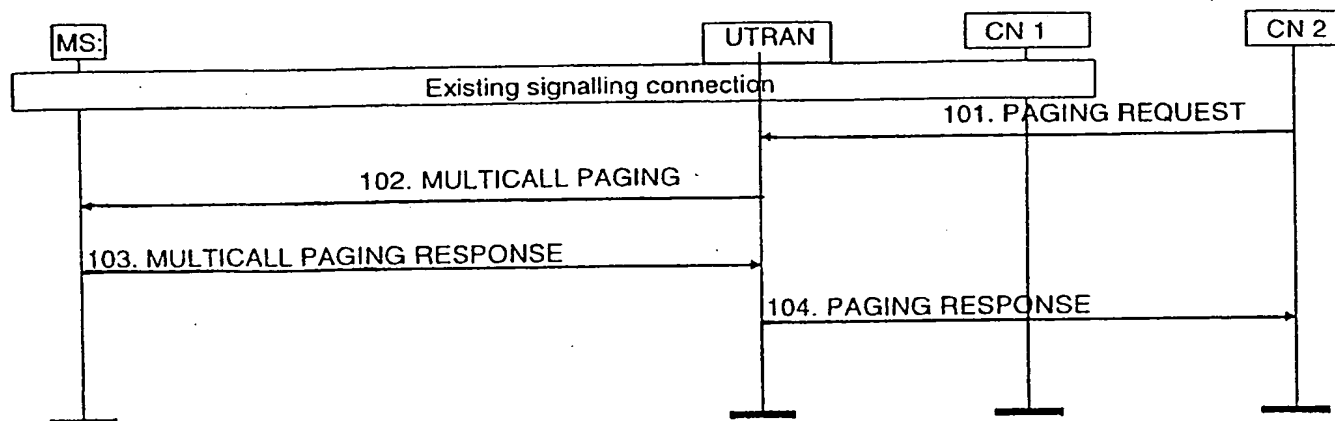 MS:
UTRAN
CN 1
CN 2
Existing signalling connection
101. PAGING REQUEST
102. MULTICALL PAGING
103. MULTICALL PAGING RESPONSE
104. PAGING RESPONSE